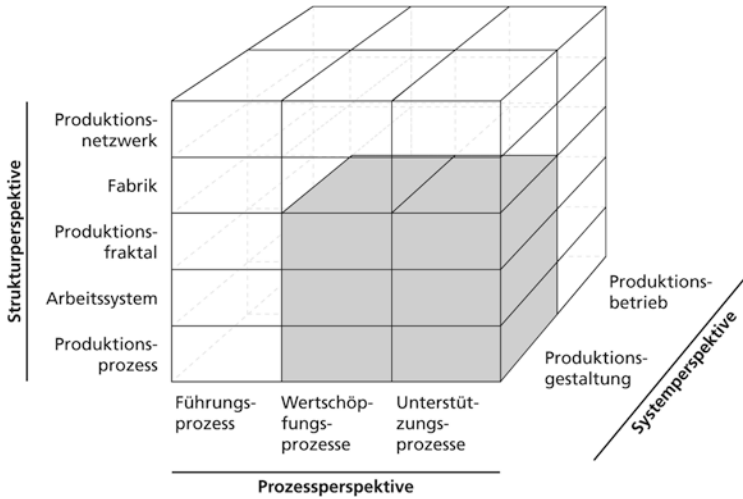 Strukturperspektive
Produktions-
netzwerk
Fabrik
Produktions-
fraktal
Arbeitssystem
Produktions-
prozess
Führungs-
prozess
Wertschöp-
fungs-
prozesse
Unterstüt-
zungs-
prozesse
Prozessperspektive
Produktions-
betrieb
Produktions-
gestaltung
Systemperspektive